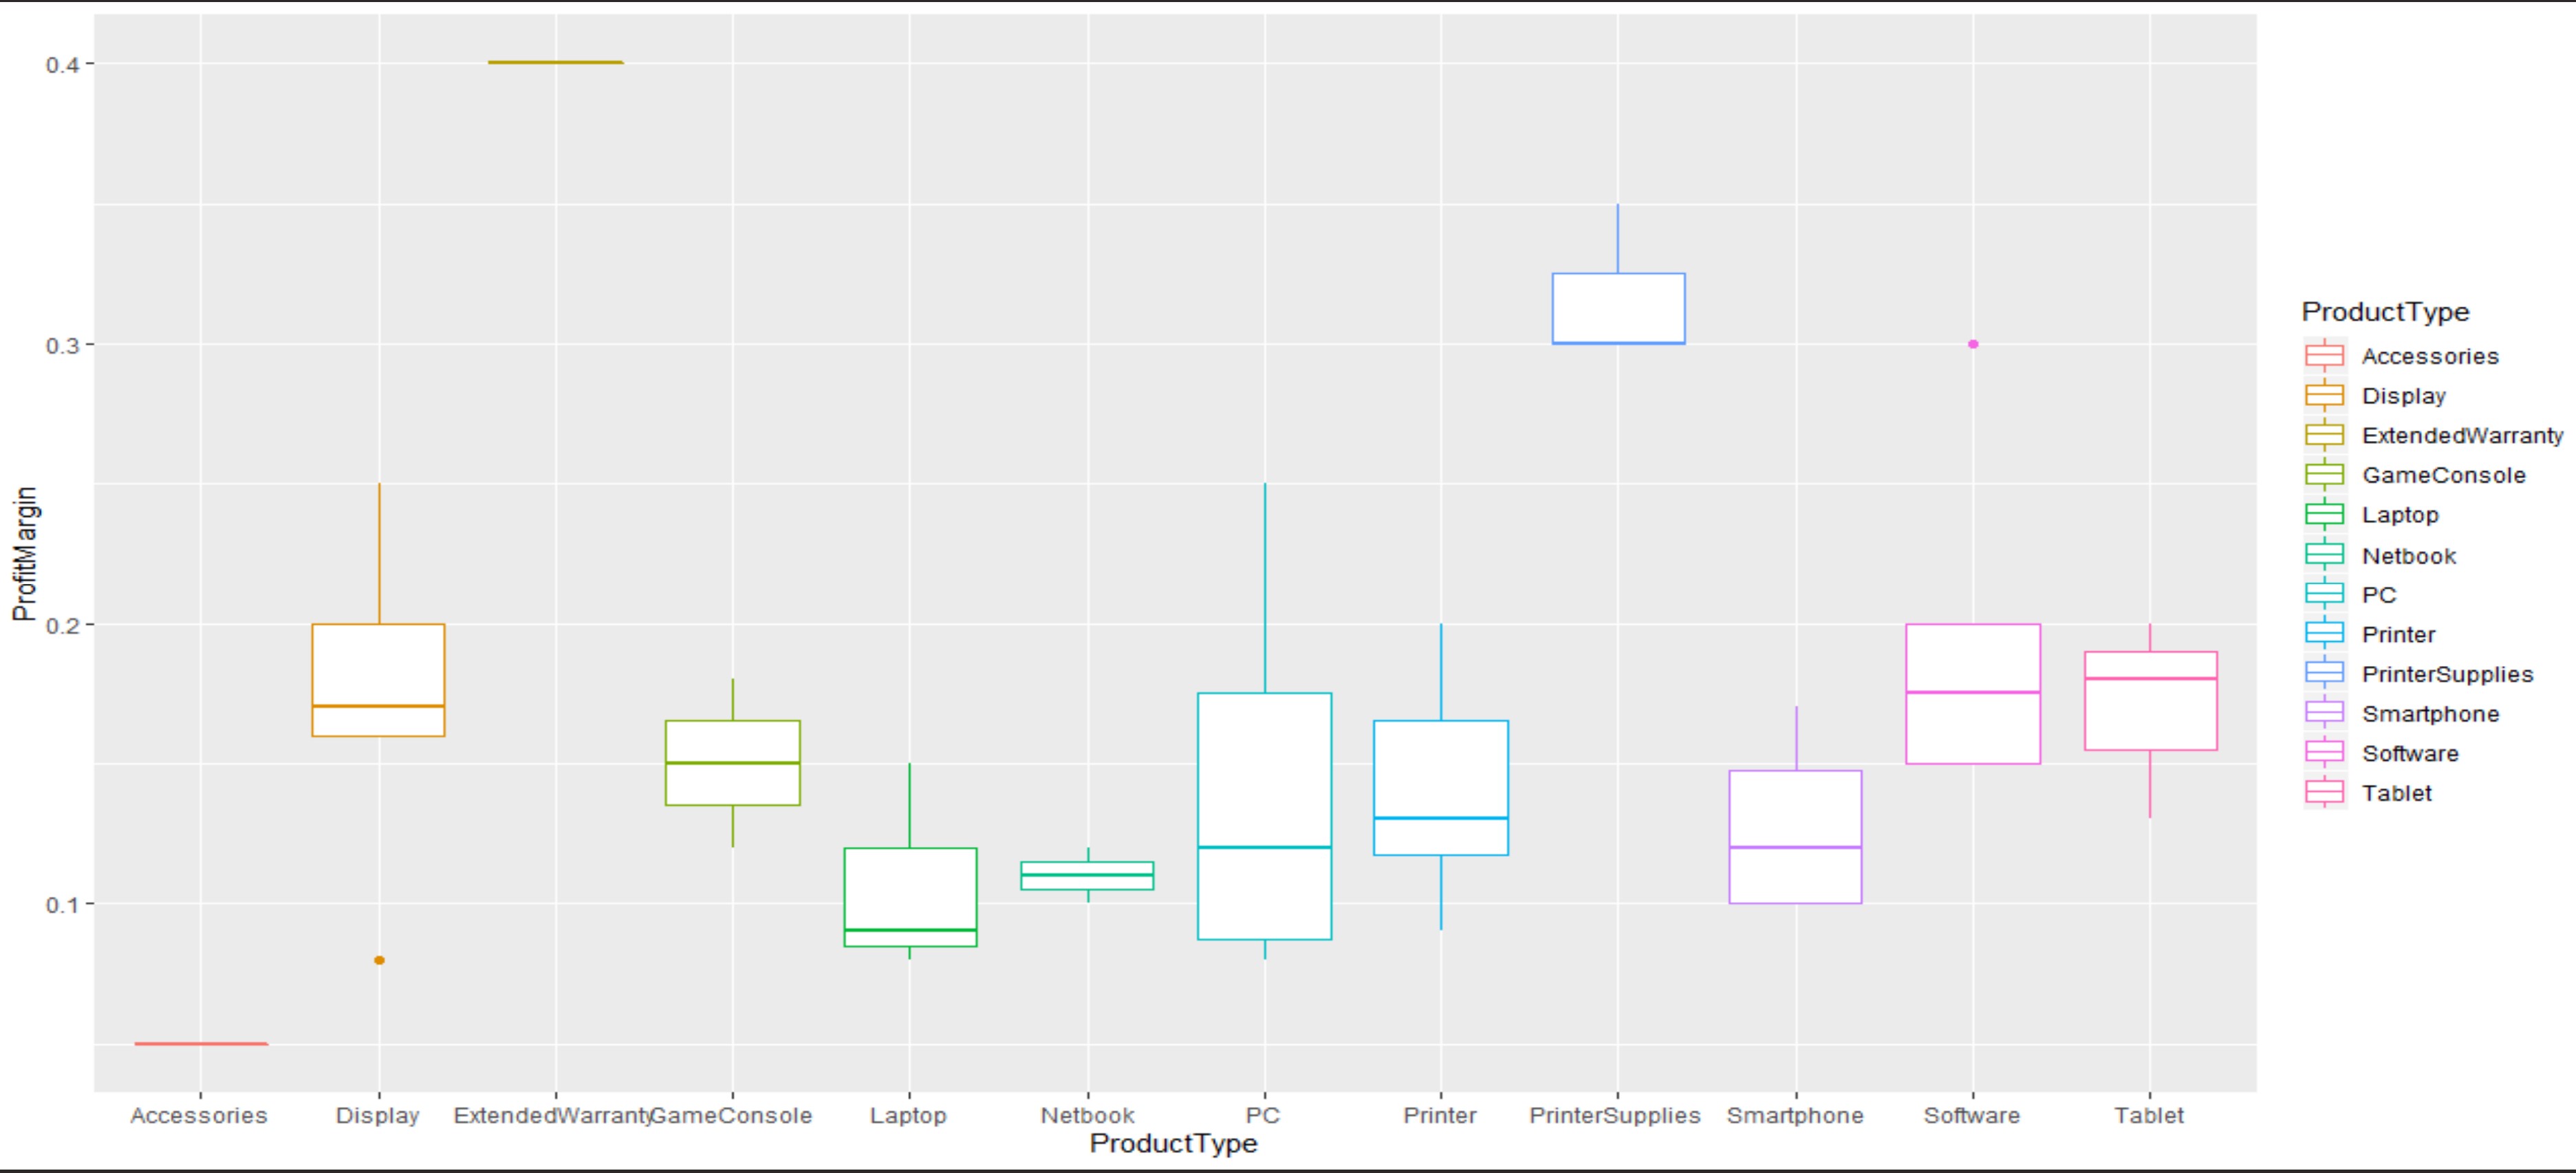 ProfitMargin
0.4
0.3
0.2
0.1
Accessories Display ExtendedWarranty GameConsole Laptop Netbook PC Printer PrinterSupplies Smartphone Software Tablet
ProductType
ProductType
Accessories
Display
ExtendedWarranty
GameConsole
Laptop
Netbook
PC
Printer
PrinterSupplies
Smartphone
Software
Tablet